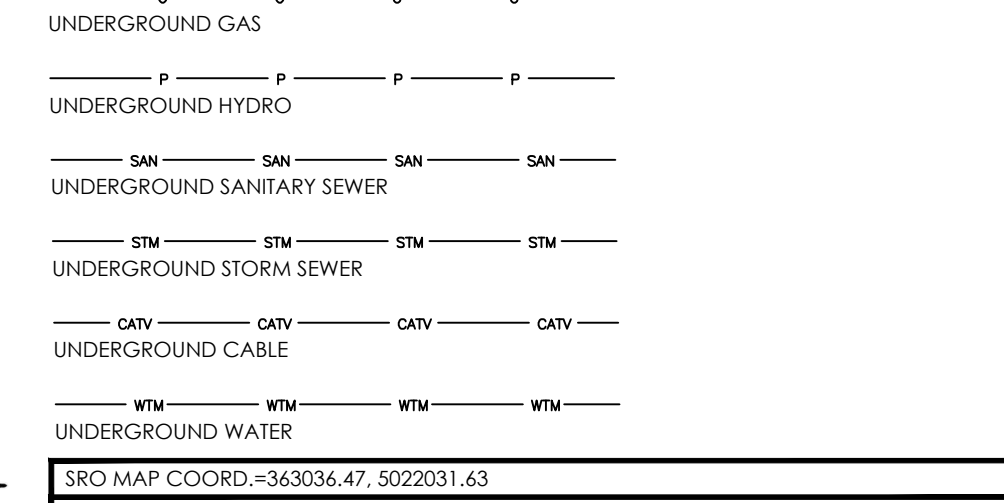 UNDERGROUND GAS
P P P P
UNDERGROUND HYDRO
SAN SAN SAN SAN
UNDERGROUND SANITARY SEWER
STM STM STM STM
UNDERGROUND STORM SEWER
CATV CATV CATV CATV
UNDERGROUND CABLE
WTM WTM WTM WTM
UNDERGROUND WATER
SRO MAP COORD.=363036.47, 5022031.63